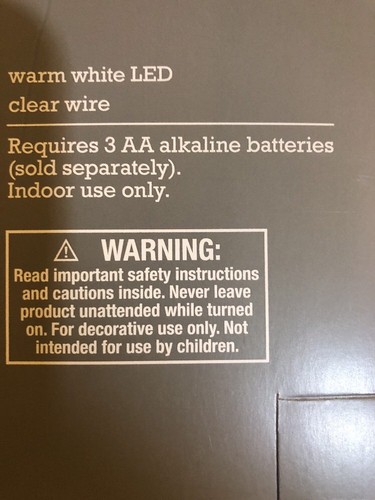 warm white LED
clear wire
Requires 3 AA alkaline batteries
(sold separately).
Indoor use only.
⚠ WARNING:
Read important safety instructions
and cautions inside. Never leave
product unattended while turned
on. For decorative use only. Not
intended for use by children.